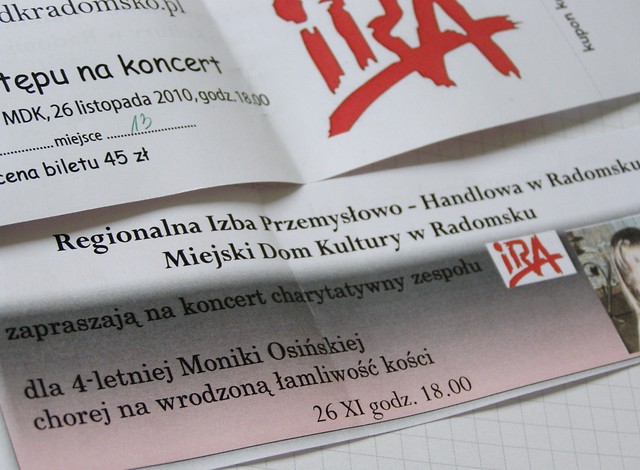 dkradomsko.pl
IRA
Kupon k
tępu na koncert
MDK, 26 listopada 2010, godz. 18.00
..............miejsce ...13...............
cena biletu 45 zł
Regionalna Izba Przemysłowo - Handlowa w Radomsku
Miejski Dom Kultury w Radomsku
zapraszają na koncert charytatywny zespołu IRA
dla 4-letniej Moniki Osińskiej
chorej na wrodzoną łamliwość kości
26 XI godz. 18.00